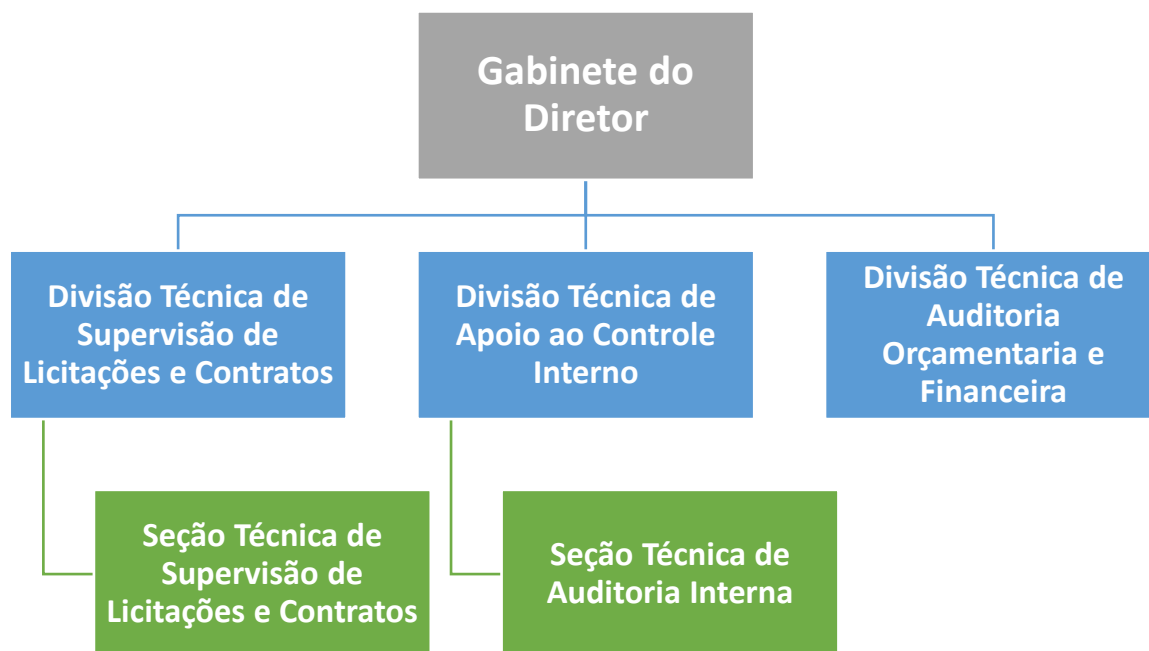 Gabinete do
Diretor
Divisão Técnica de
Supervisão de
Licitações e Contratos
Divisão Técnica de
Apoio ao Controle
Interno
Divisão Técnica de
Auditoria
Orçamentaria e
Financeira
Seção Técnica de
Supervisão de
Licitações e Contratos
Seção Técnica de
Auditoria Interna